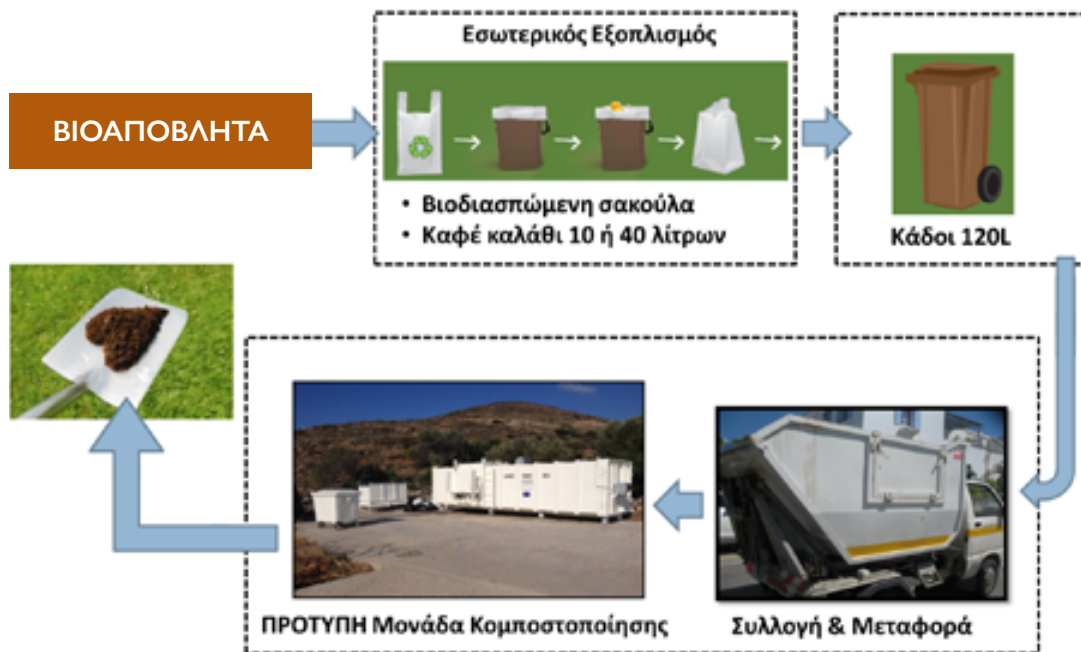 Εσωτερικός Εξοπλισμός
ΒΙΟΑΠΟΒΛΗΤΑ
• Βιοδιασπώμενη σακούλα
• Καφέ καλάθι 10 ή 40 λίτρων
Κάδοι 120L
ΠΡΟΤΥΠΗ Μονάδα Κομποστοποίησης
Συλλογή & Μεταφορά